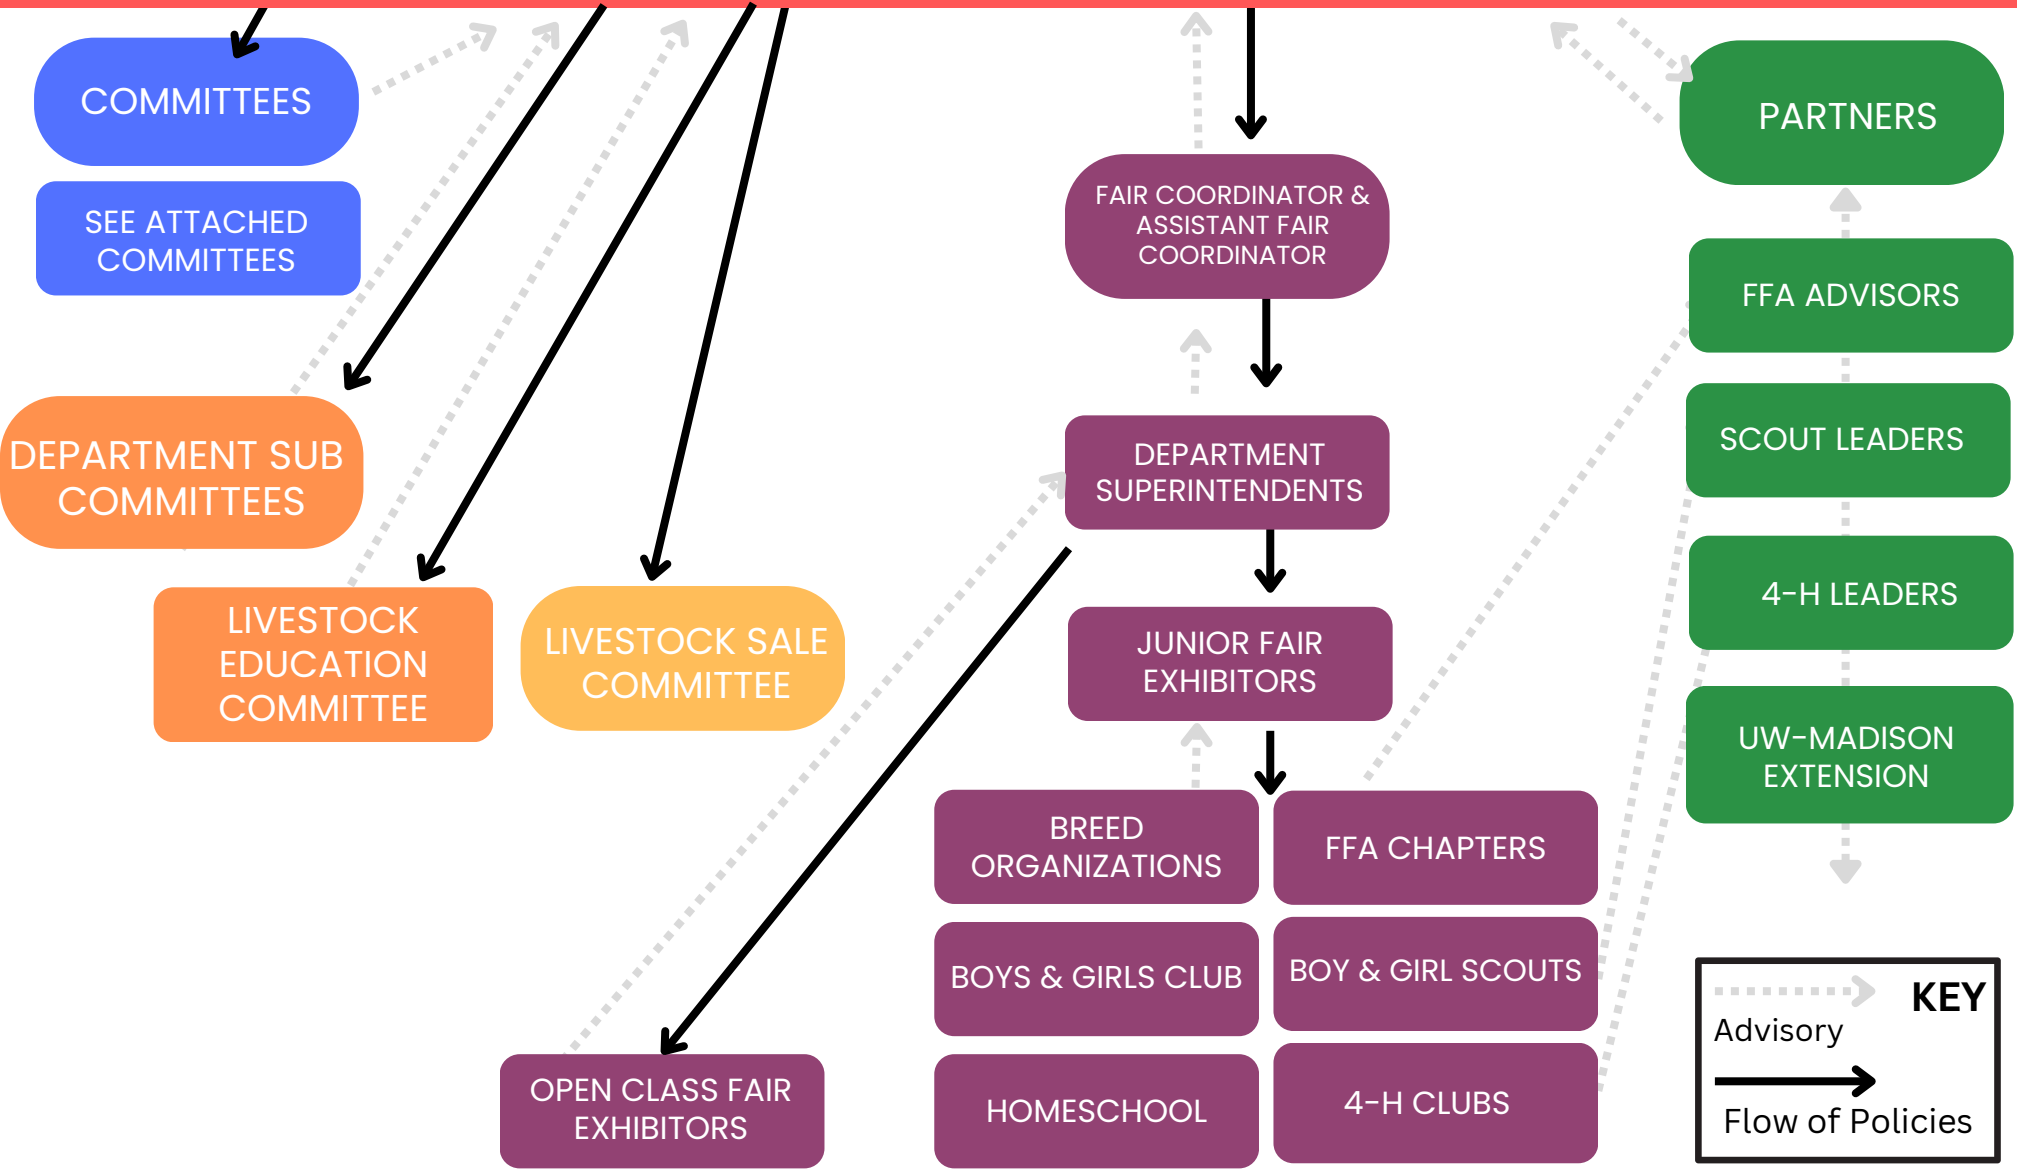 COMMITTEES
SEE ATTACHED
COMMITTEES
DEPARTMENT SUB
COMMITTEES
LIVESTOCK
EDUCATION
COMMITTEE
LIVESTOCK SALE
COMMITTEE
FAIR COORDINATOR &
ASSISTANT FAIR
COORDINATOR
DEPARTMENT
SUPERINTENDENTS
JUNIOR FAIR
EXHIBITORS
BREED
ORGANIZATIONS
FFA CHAPTERS
BOYS & GIRLS CLUB
BOY & GIRL SCOUTS
HOMESCHOOL
4-H CLUBS
OPEN CLASS FAIR
EXHIBITORS
PARTNERS
FFA ADVISORS
SCOUT LEADERS
4-H LEADERS
UW-MADISON
EXTENSION
KEY
Advisory
Flow of Policies